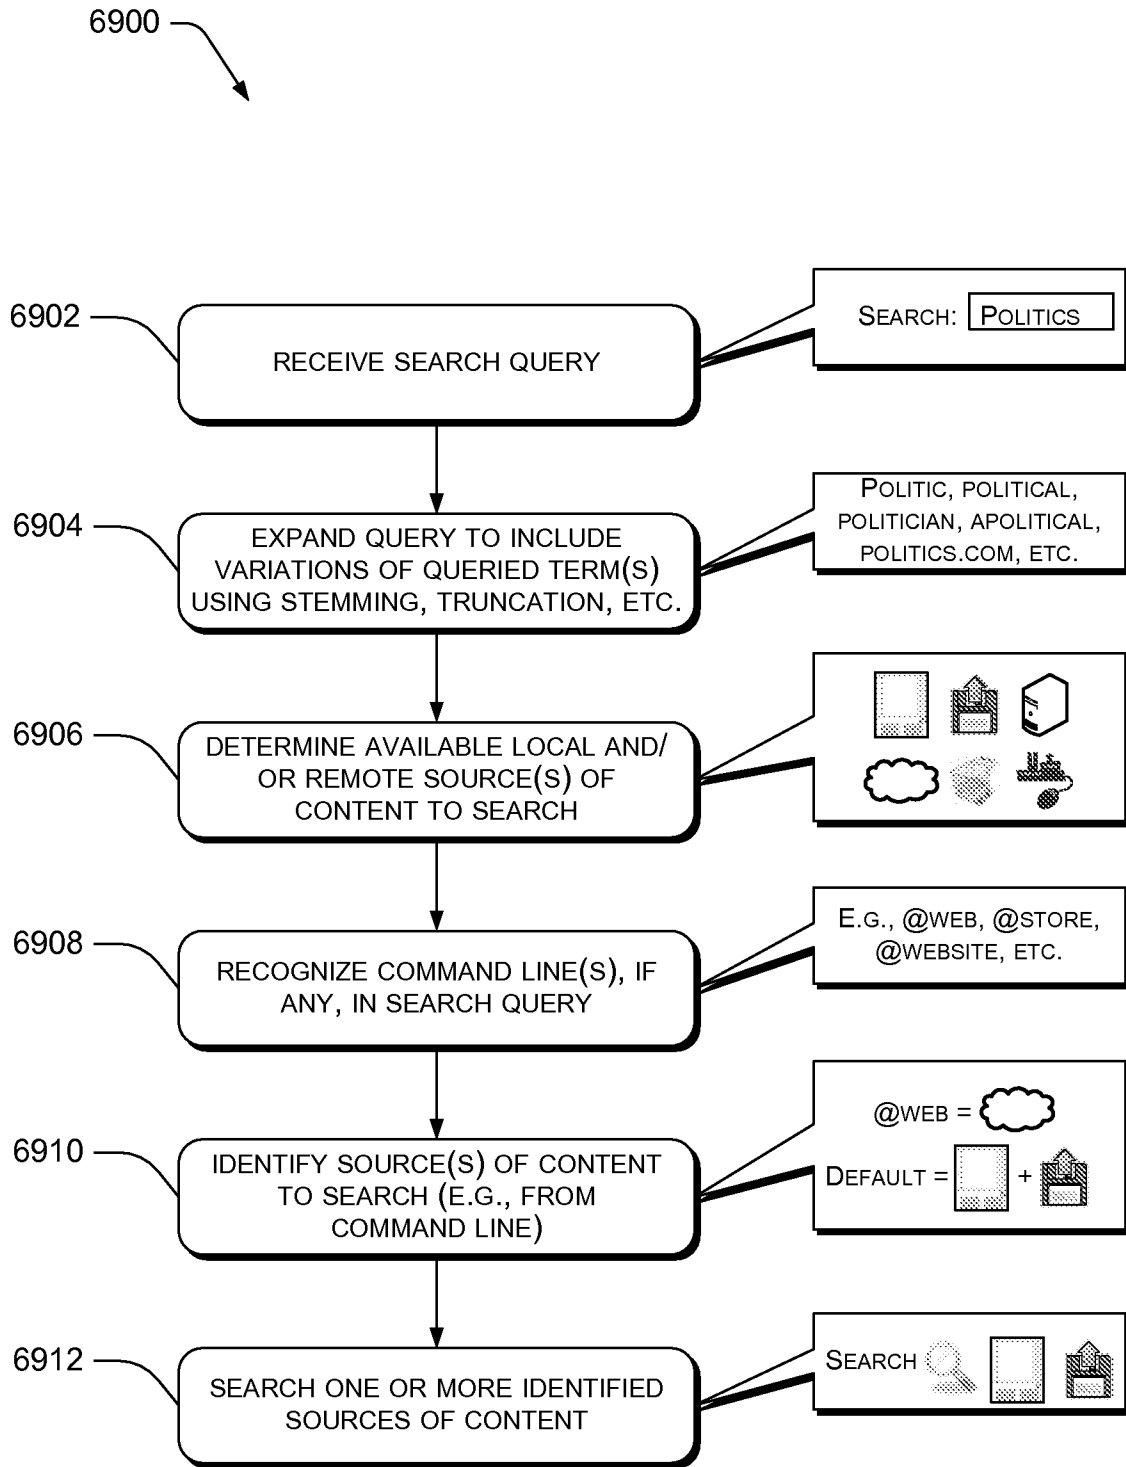 6900
6902
RECEIVE SEARCH QUERY
SEARCH: POLITICS
6904
EXPAND QUERY TO INCLUDE
VARIATIONS OF QUERIED TERM(S)
USING STEMMING, TRUNCATION, ETC.
POLITIC, POLITICAL,
POLITICIAN, APOLITICAL,
POLITICS.COM, ETC.
6906
DETERMINE AVAILABLE LOCAL AND/
OR REMOTE SOURCE(S) OF
CONTENT TO SEARCH
6908
RECOGNIZE COMMAND LINE(S), IF
ANY, IN SEARCH QUERY
E.G., @WEB, @STORE,
@WEBSITE, ETC.
6910
IDENTIFY SOURCE(S) OF CONTENT
TO SEARCH (E.G., FROM
COMMAND LINE)
@WEB =
DEFAULT = +
6912
SEARCH ONE OR MORE IDENTIFIED
SOURCES OF CONTENT
SEARCH